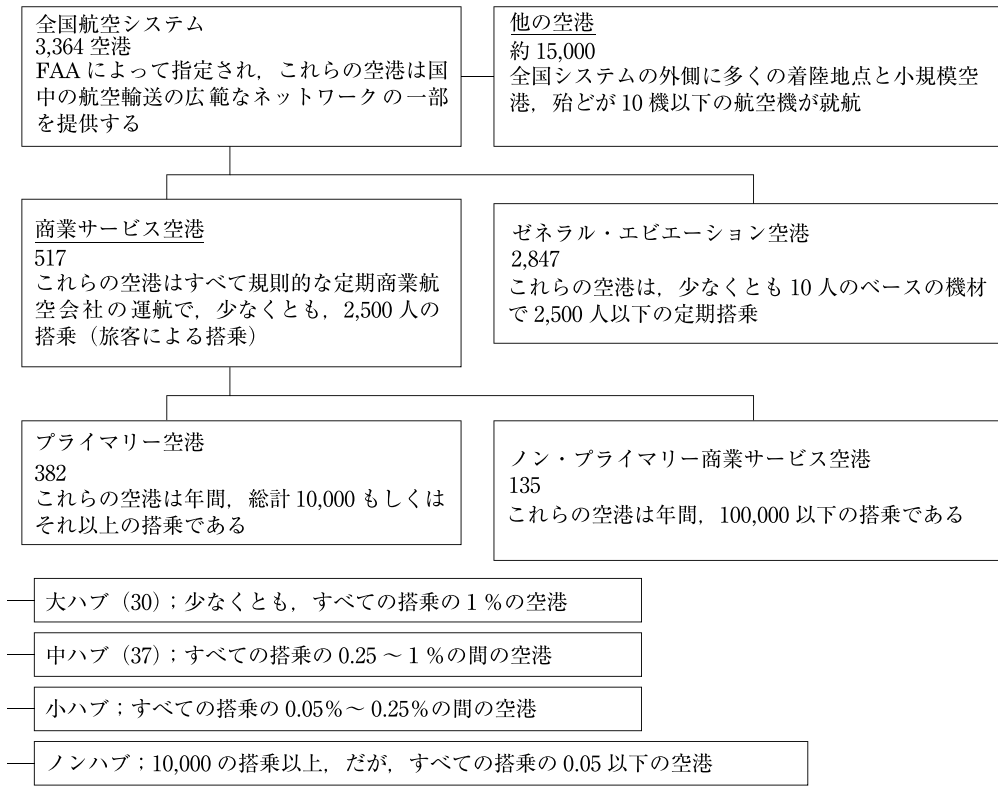 全国航空システム
3,364 空港
FAA によって指定され，これらの空港は国
中の航空輸送の広範なネットワークの一部
を提供する
他の空港
約 15,000
全国システムの外側に多くの着陸地点と小規模空
港，殆どが 10 機以下の航空機が就航
商業サービス空港
517
これらの空港はすべて規則的な定期商業航
空会社の運航で，少なくとも，2,500 人の
搭乗（旅客による搭乗）
ゼネラル・エビエーション空港
2,847
これらの空港は，少なくとも 10 人のベースの機材
で 2,500 人以下の定期搭乗
プライマリー空港
382
これらの空港は年間，総計 10,000 もしくは
それ以上の搭乗である
ノン・プライマリー商業サービス空港
135
これらの空港は年間，100,000 以下の搭乗である
大ハブ（30）；少なくとも，すべての搭乗の 1 %の空港
中ハブ（37）；すべての搭乗の 0.25 ～ 1 %の間の空港
小ハブ；すべての搭乗の 0.05%～ 0.25%の間の空港
ノンハブ；10,000 の搭乗以上，だが，すべての搭乗の 0.05 以下の空港